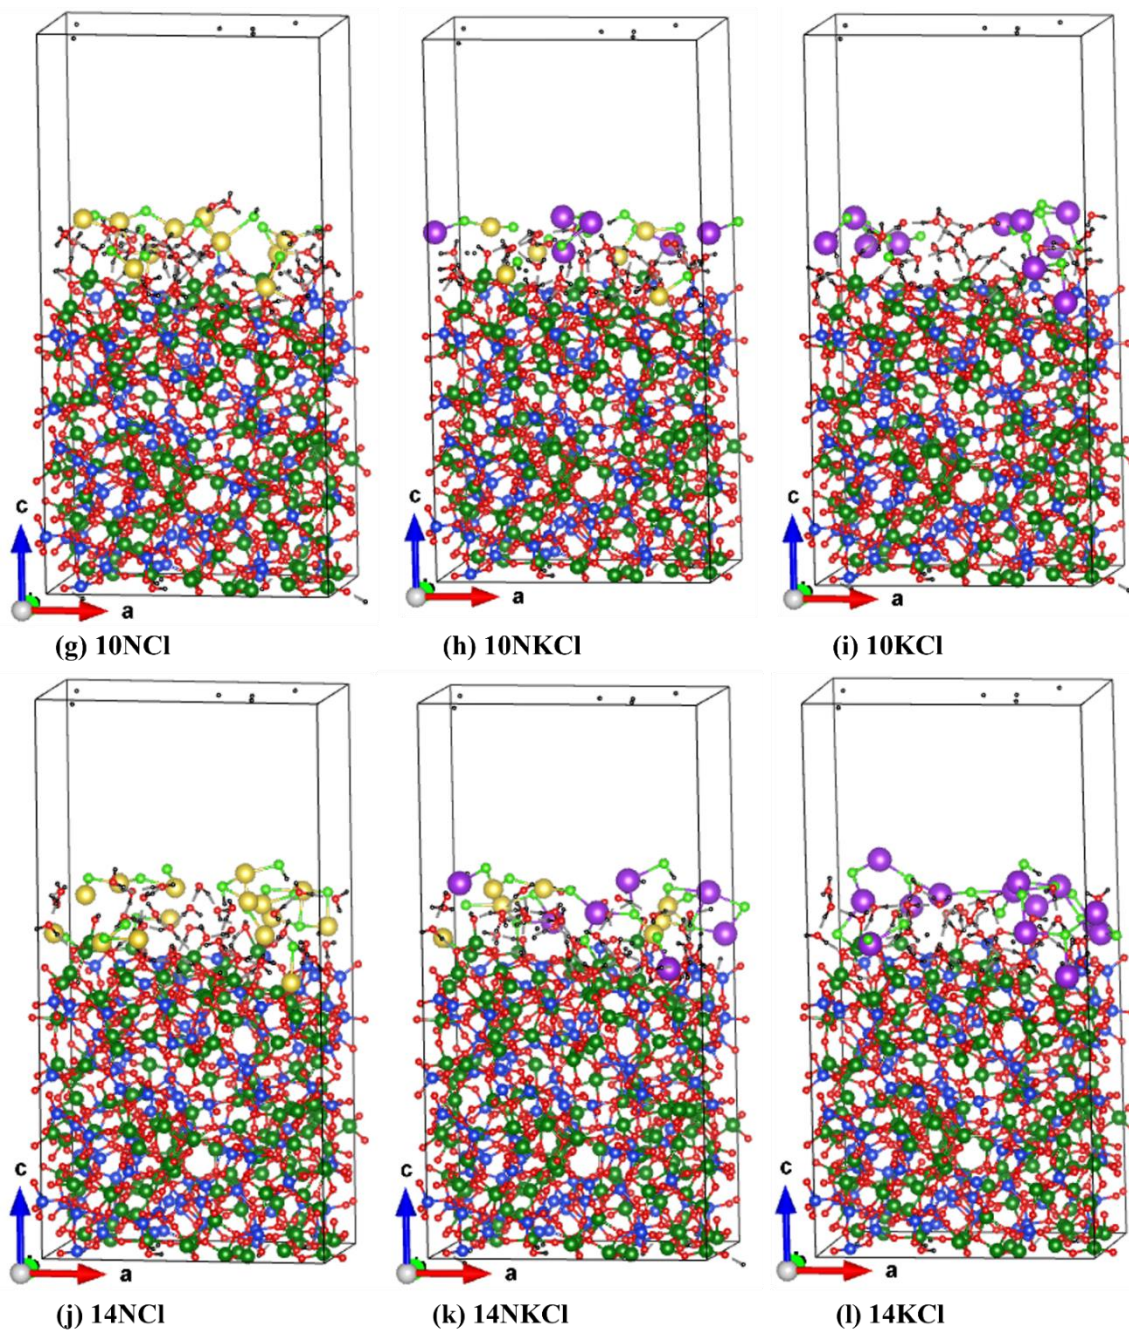 c
a
c
a
c
a
(g) 10NCl
(h) 10NKCl
(i) 10KCl
c
a
c
a
c
a
(j) 14NCl
(k) 14NKCl
(l) 14KCl